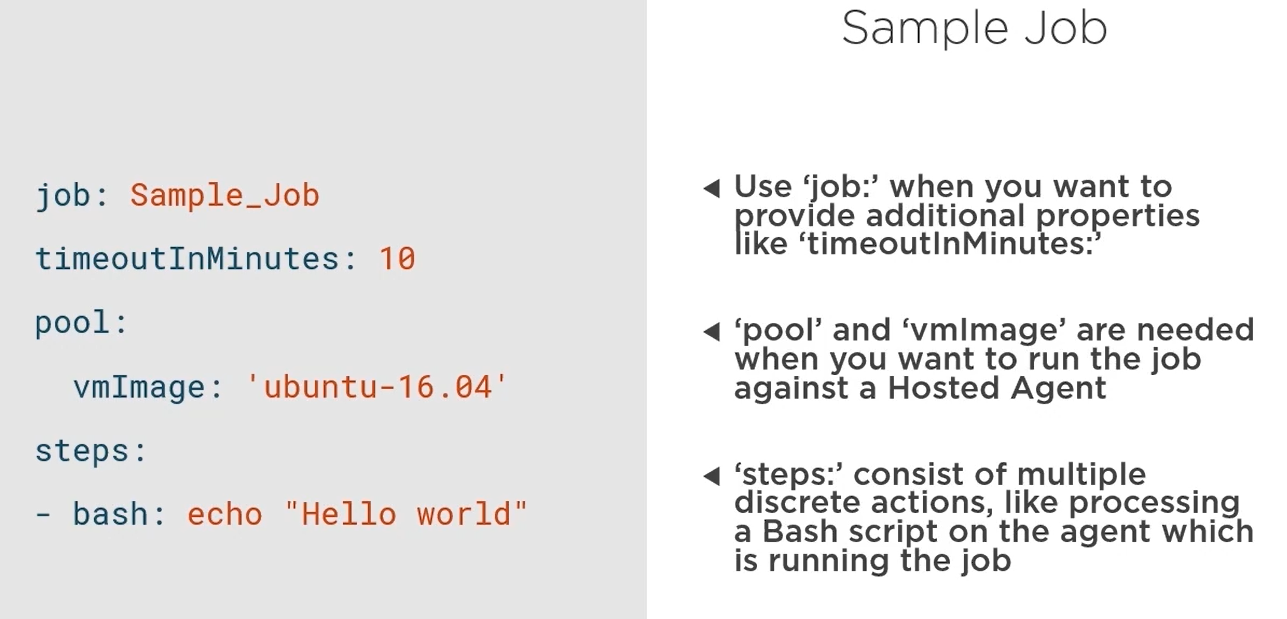 Sample Job
job: Sample_Job
timeoutInMinutes: 10
pool:
  vmImage: 'ubuntu-16.04'
steps:
- bash: echo "Hello world"
Use ‘job:’ when you want to
provide additional properties
like ‘timeoutInMinutes:’
‘pool’ and ‘vmImage’ are needed
when you want to run the job
against a Hosted Agent
‘steps:’ consist of multiple
discrete actions, like processing
a Bash script on the agent which
is running the job